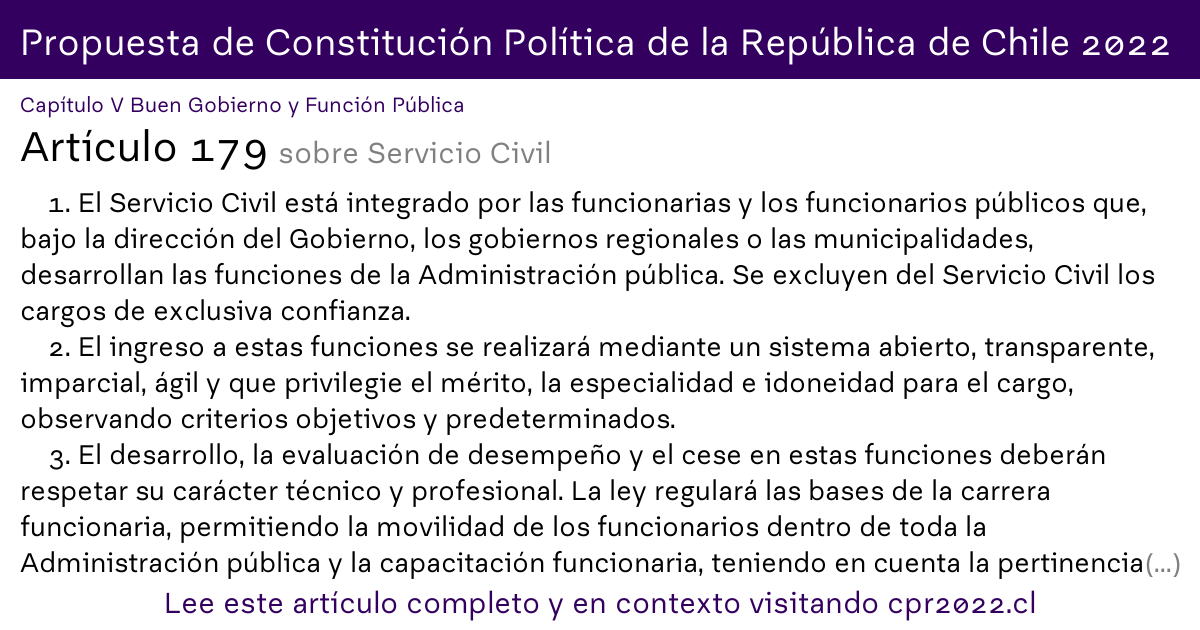 Propuesta de Constitución Política de la República de Chile 2022
Capítulo V Buen Gobierno y Función Pública
Artículo 179 sobre Servicio Civil
1. El Servicio Civil está integrado por las funcionarias y los funcionarios públicos que,
bajo la dirección del Gobierno, los gobiernos regionales o las municipalidades,
desarrollan las funciones de la Administración pública. Se excluyen del Servicio Civil los
cargos de exclusiva confianza.
2. El ingreso a estas funciones se realizará mediante un sistema abierto, transparente,
imparcial, ágil y que privilegie el mérito, la especialidad e idoneidad para el cargo,
observando criterios objetivos y predeterminados.
3. El desarrollo, la evaluación de desempeño y el cese en estas funciones deberán
respetar su carácter técnico y profesional. La ley regulará las bases de la carrera
funcionaria, permitiendo la movilidad de los funcionarios dentro de toda la
Administración pública y la capacitación funcionaria, teniendo en cuenta la pertinencia(...)
Lee este artículo completo y en contexto visitando cpr2022.cl